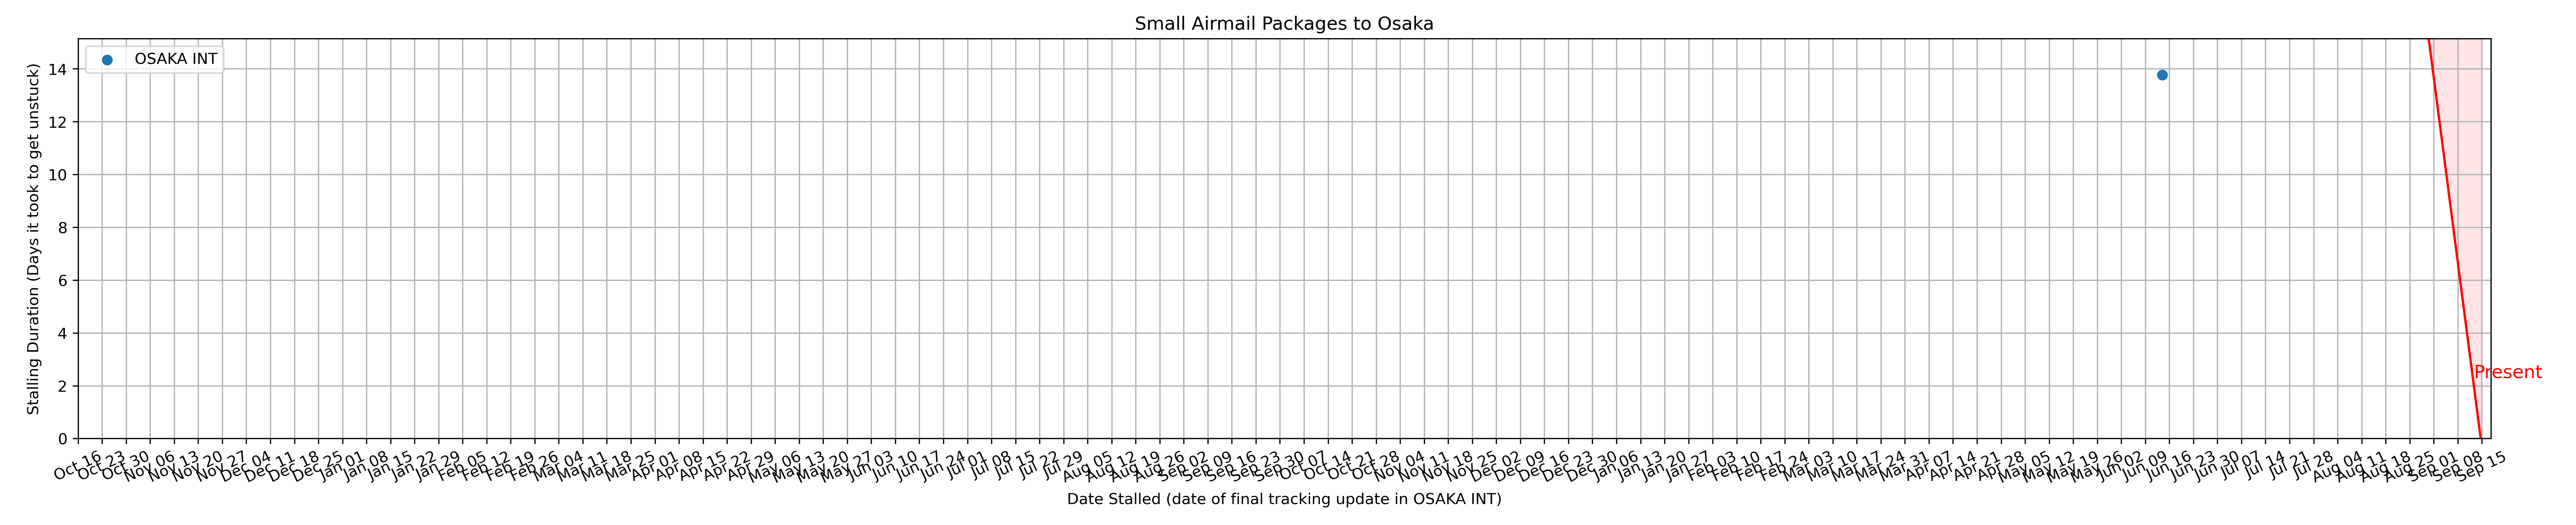 Small Airmail Packages to Osaka
OSAKA INT
Stalling Duration (Days it took to get unstuck)
14
12
10
8
6
4
2
0
Present
Oct 16
Oct 23
Oct 30
Nov 06
Nov 13
Nov 20
Nov 27
Dec 04
Dec 11
Dec 18
Dec 25
Jan 01
Jan 08
Jan 15
Jan 22
Jan 29
Feb 05
Feb 12
Feb 19
Feb 26
Mar 04
Mar 11
Mar 18
Mar 25
Apr 01
Apr 08
Apr 15
Apr 22
Apr 29
May 06
May 13
May 20
May 27
Jun 03
Jun 10
Jun 17
Jun 24
Jul 01
Jul 08
Jul 15
Jul 22
Jul 29
Aug 05
Aug 12
Aug 19
Aug 26
Sep 02
Sep 09
Sep 16
Sep 23
Sep 30
Oct 07
Oct 14
Oct 21
Oct 28
Nov 04
Nov 11
Nov 18
Nov 25
Dec 02
Dec 09
Dec 16
Dec 23
Dec 30
Jan 06
Jan 13
Jan 20
Jan 27
Feb 03
Feb 10
Feb 17
Feb 24
Mar 03
Mar 10
Mar 17
Mar 24
Mar 31
Apr 07
Apr 14
Apr 21
Apr 28
May 05
May 12
May 19
May 26
Jun 02
Jun 09
Jun 16
Jun 23
Jun 30
Jul 07
Jul 14
Jul 21
Jul 28
Aug 04
Aug 11
Aug 18
Aug 25
Sep 01
Sep 08
Sep 15
Date Stalled (date of final tracking update in OSAKA INT)